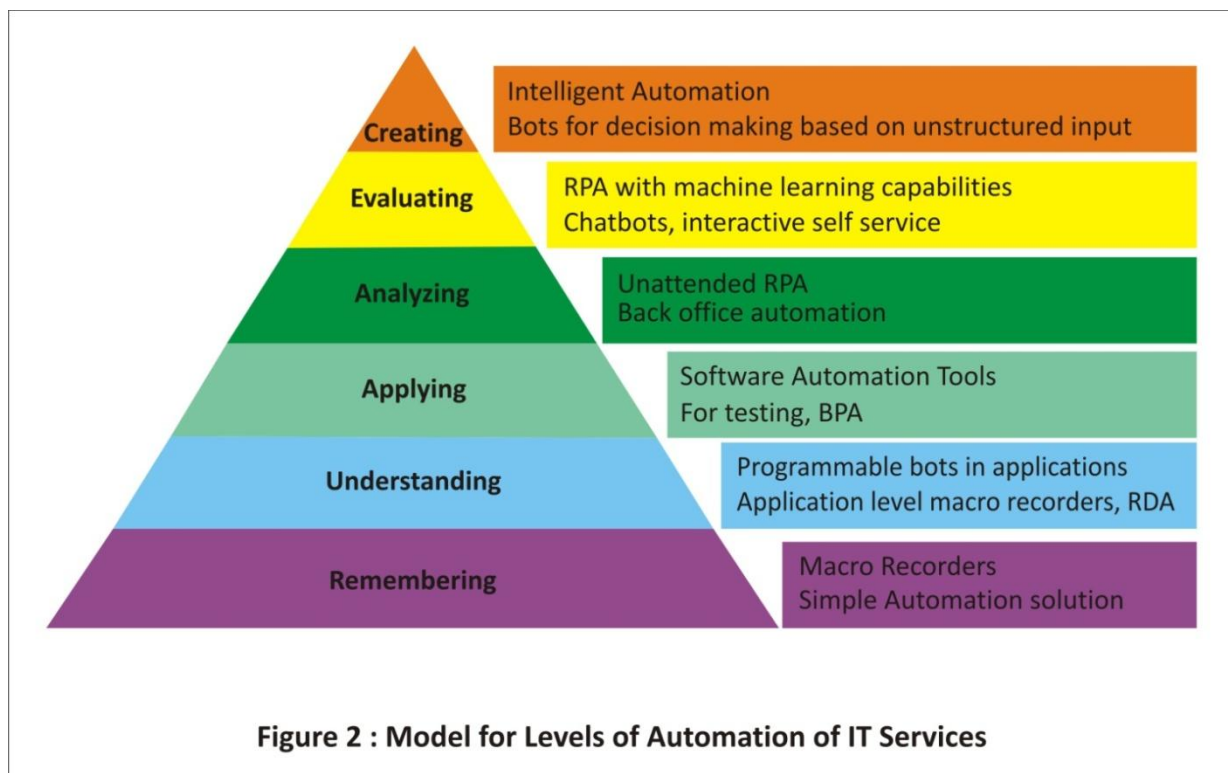 Creating
Intelligent Automation
Bots for decision making based on unstructured input
Evaluating
RPA with machine learning capabilities
Chatbots, interactive self service
Analyzing
Unattended RPA
Back office automation
Applying
Software Automation Tools
For testing, BPA
Understanding
Programmable bots in applications
Application level macro recorders, RDA
Remembering
Macro Recorders
Simple Automation solution
Figure 2 : Model for Levels of Automation of IT Services